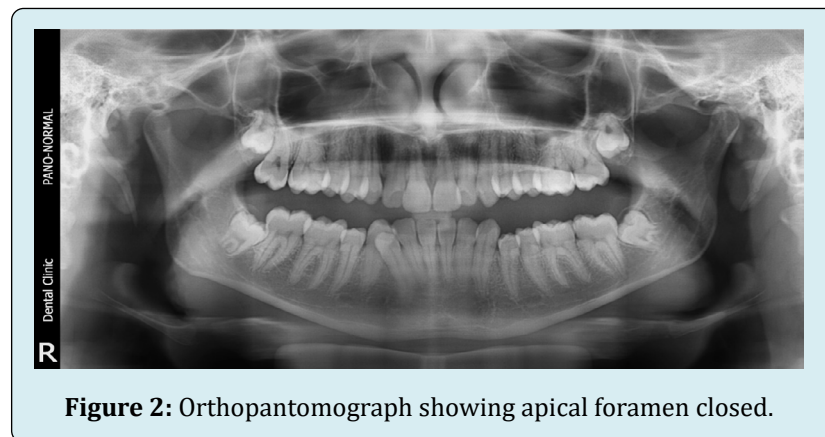 PANO-NORMAL
Dental Clinic
R
Figure 2: Orthopantomograph showing apical foramen closed.